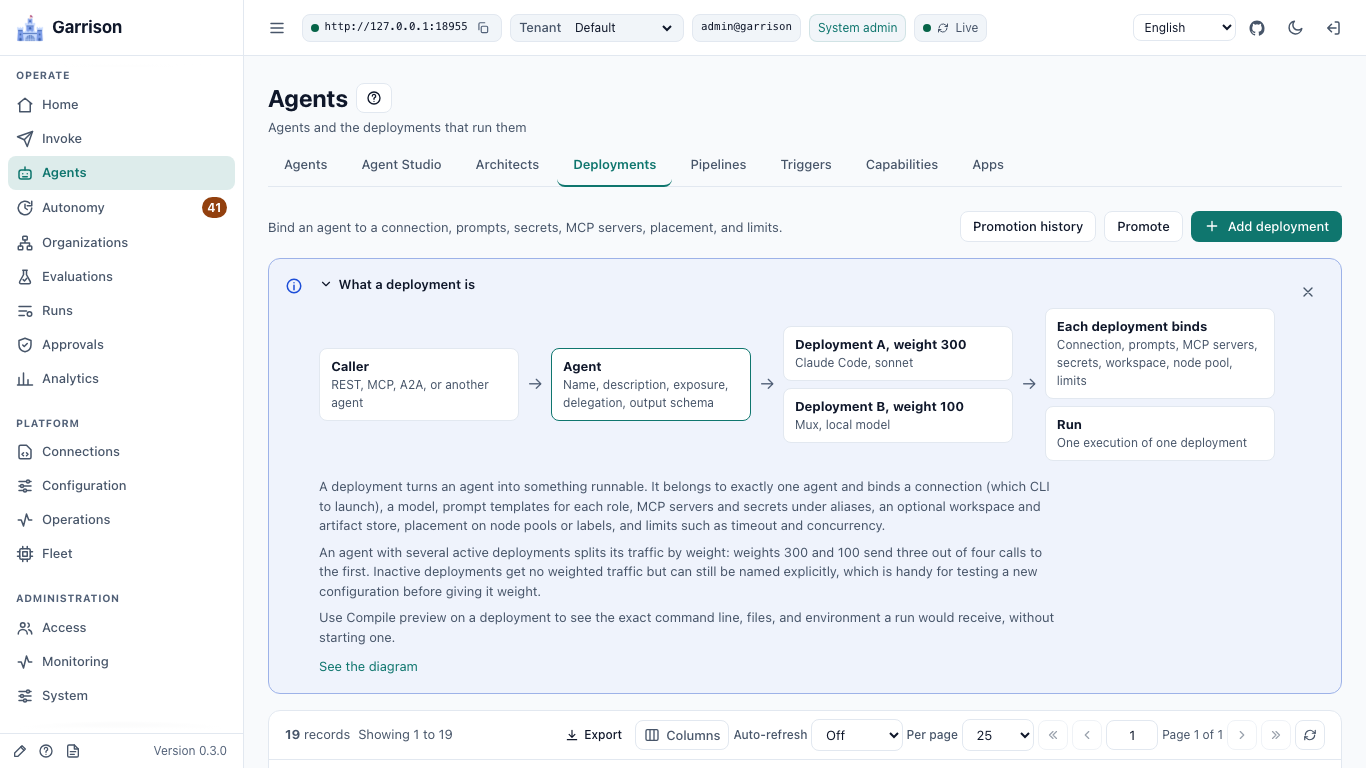 Garrison
http://127.0.0.1:18955
Tenant Default
admin@garrison
System admin
Live
English
OPERATE
Home
Invoke
Agents
Autonomy 41
Organizations
Evaluations
Runs
Approvals
Analytics
PLATFORM
Connections
Configuration
Operations
Fleet
ADMINISTRATION
Access
Monitoring
System
Version 0.3.0
Agents
Agents and the deployments that run them
Agents Agent Studio Architects Deployments Pipelines Triggers Capabilities Apps
Bind an agent to a connection, prompts, secrets, MCP servers, placement, and limits.
Promotion history
Promote
Add deployment
What a deployment is
Caller
REST, MCP, A2A, or another
agent
Agent
Name, description, exposure,
delegation, output schema
Deployment A, weight 300
Claude Code, sonnet
Deployment B, weight 100
Mux, local model
Each deployment binds
Connection, prompts, MCP servers,
secrets, workspace, node pool,
limits
Run
One execution of one deployment
A deployment turns an agent into something runnable. It belongs to exactly one agent and binds a connection (which CLI
to launch), a model, prompt templates for each role, MCP servers and secrets under aliases, an optional workspace and
artifact store, placement on node pools or labels, and limits such as timeout and concurrency.
An agent with several active deployments splits its traffic by weight: weights 300 and 100 send three out of four calls to
the first. Inactive deployments get no weighted traffic but can still be named explicitly, which is handy for testing a new
configuration before giving it weight.
Use Compile preview on a deployment to see the exact command line, files, and environment a run would receive, without
starting one.
See the diagram
19 records Showing 1 to 19
Export
Columns
Auto-refresh Off
Per page 25
1
Page 1 of 1